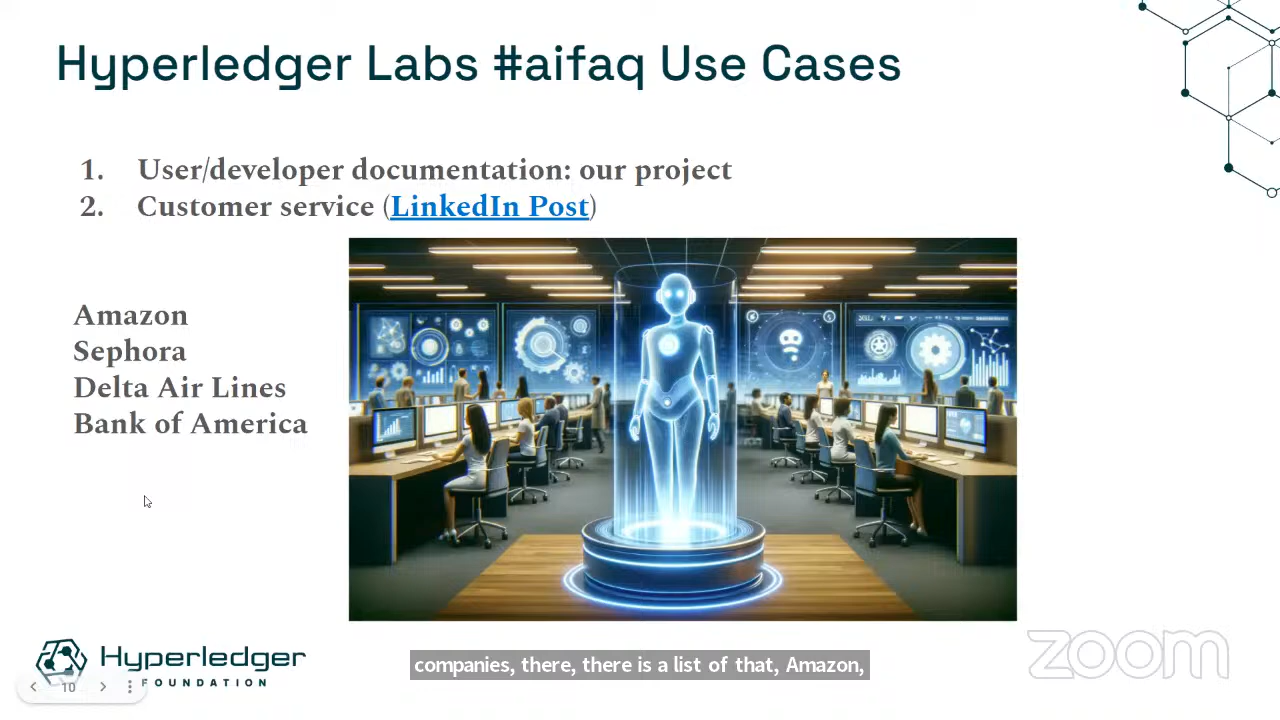 Hyperledger Labs #aifaq Use Cases
1. User/developer documentation: our project
2. Customer service (LinkedIn Post)
Amazon
Sephora
Delta Air Lines
Bank of America
Hyperledger
FOUNDATION
10
companies, there, there is a list of that, Amazon,
zoom